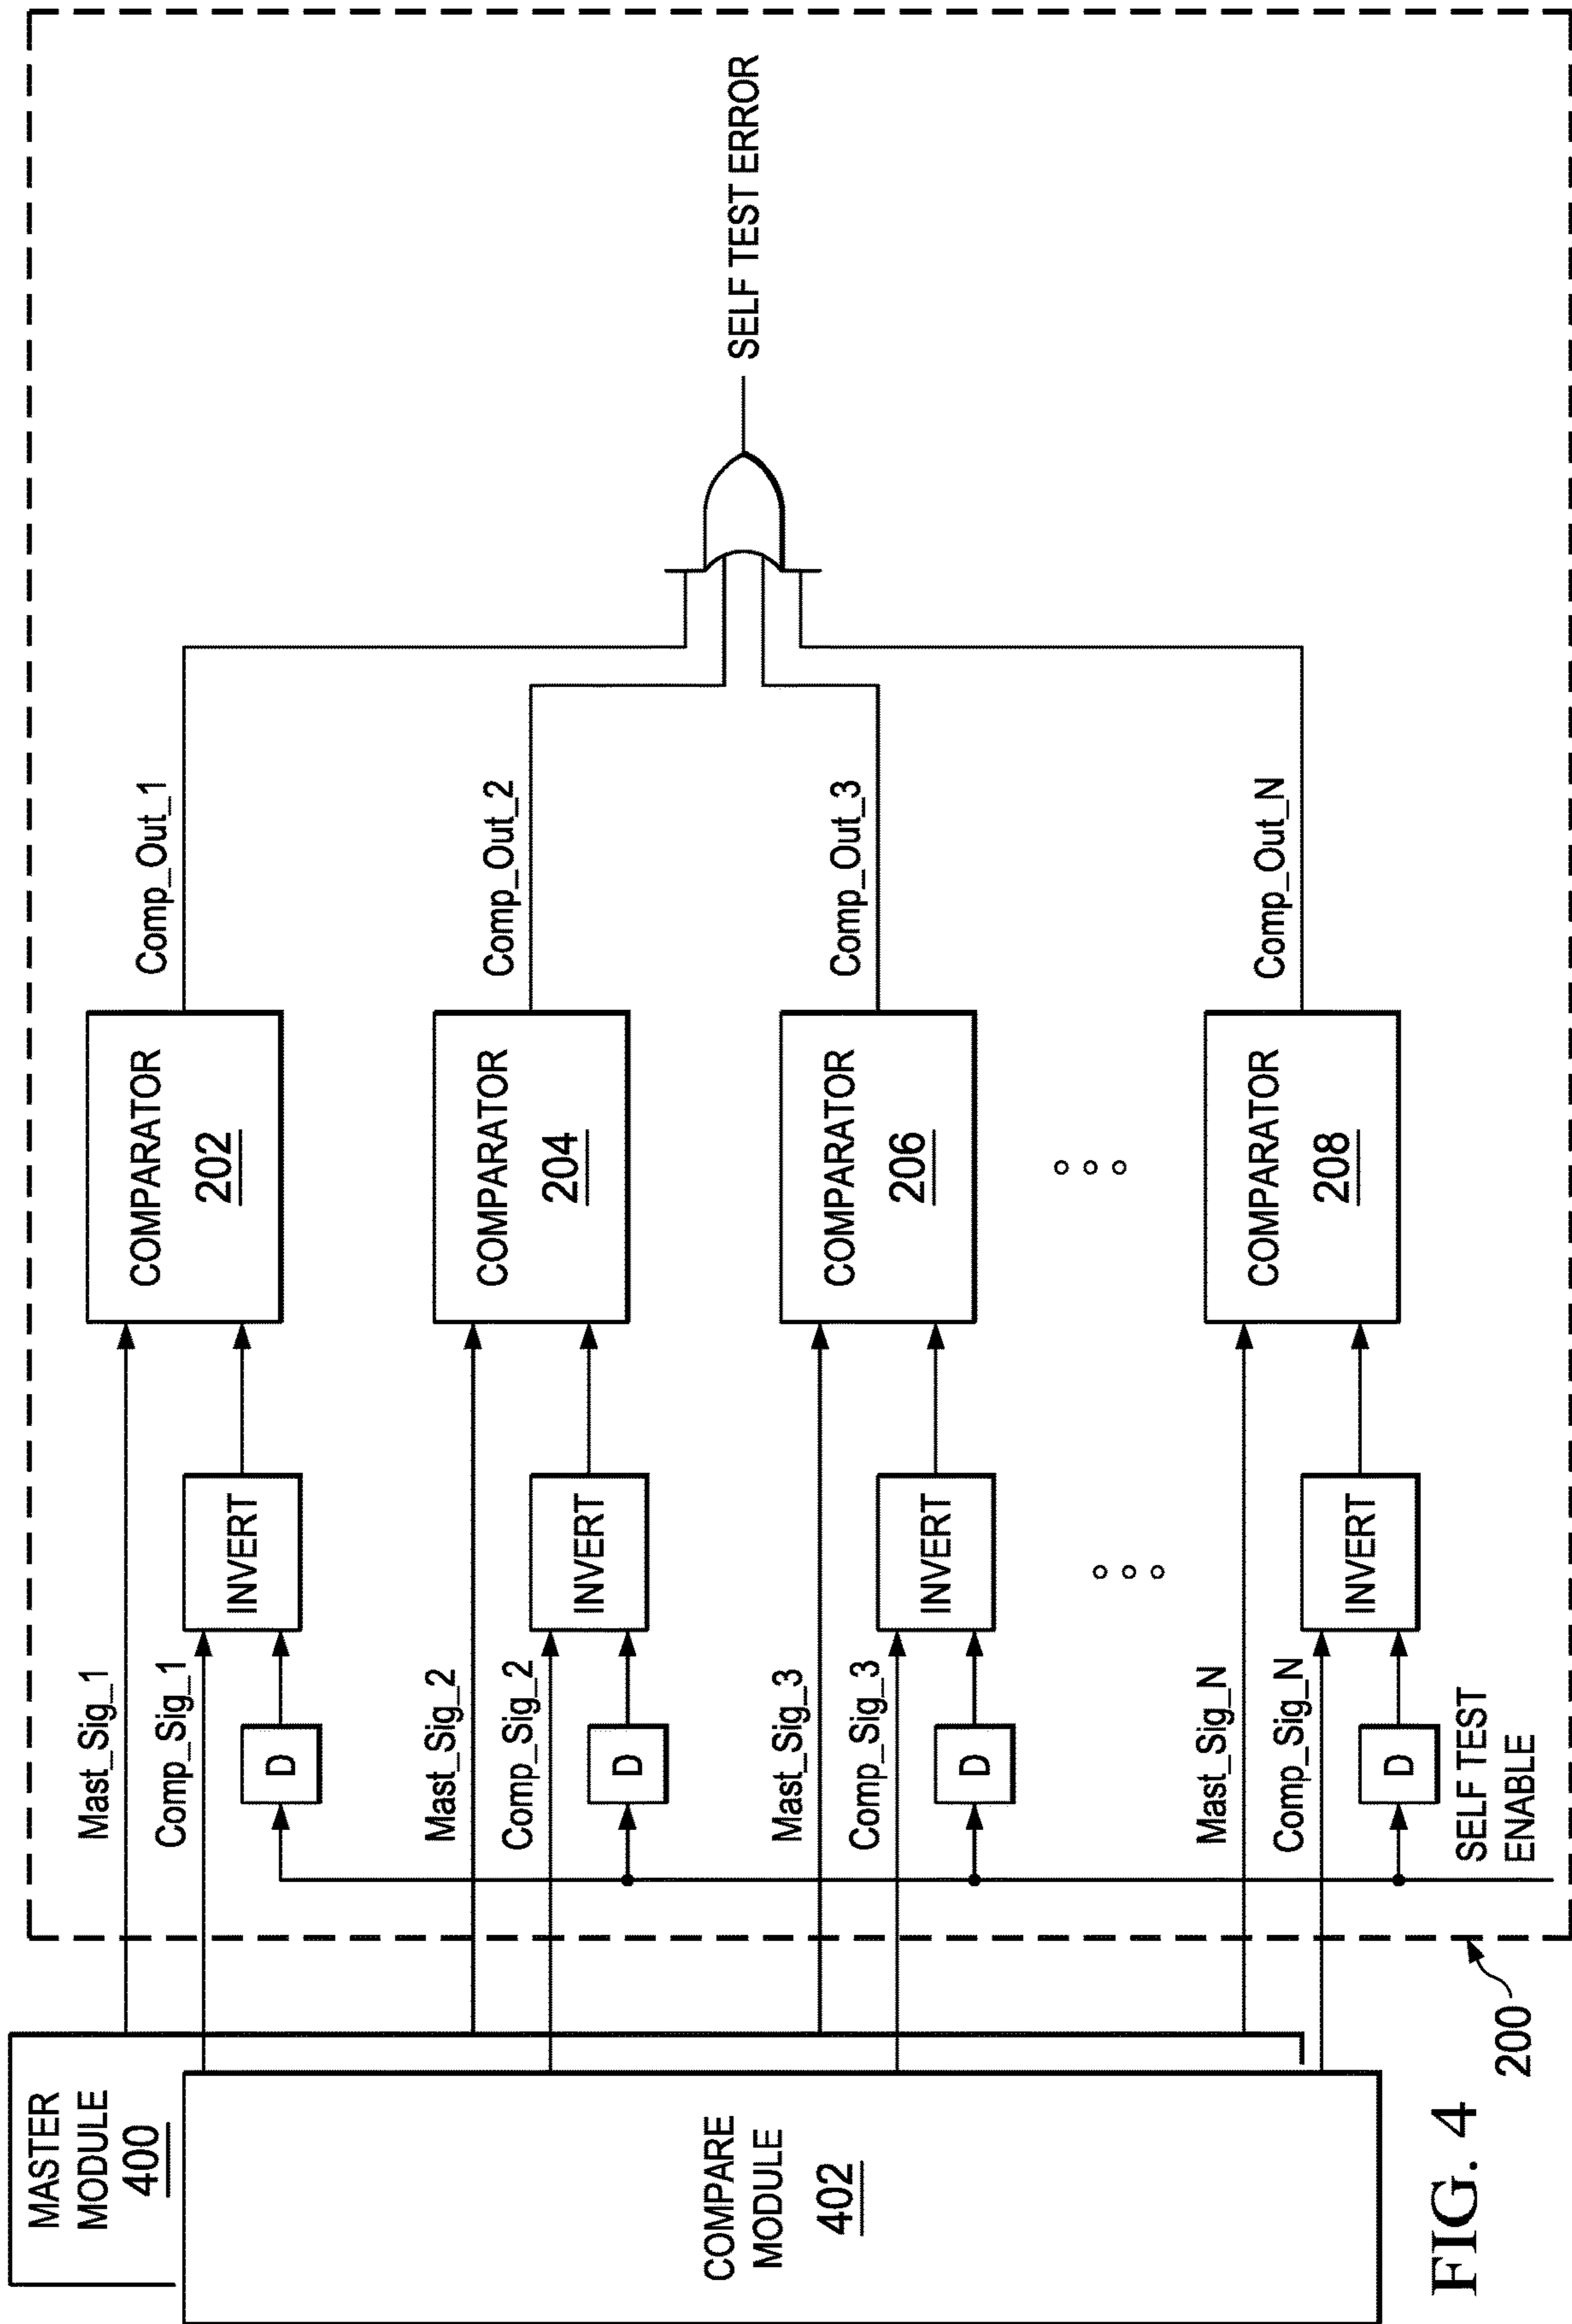 MASTER
MODULE
400
COMPARE
MODULE
402
Mast_Sig_1
Comp_Sig_1
D
INVERT
COMPARATOR
202
Comp_Out_1
Mast_Sig_2
Comp_Sig_2
D
INVERT
COMPARATOR
204
Comp_Out_2
Mast_Sig_3
Comp_Sig_3
D
INVERT
COMPARATOR
206
Comp_Out_3
Mast_Sig_N
Comp_Sig_N
D
INVERT
COMPARATOR
208
Comp_Out_N
SELF TEST
ENABLE
SELF TEST ERROR
200
FIG. 4